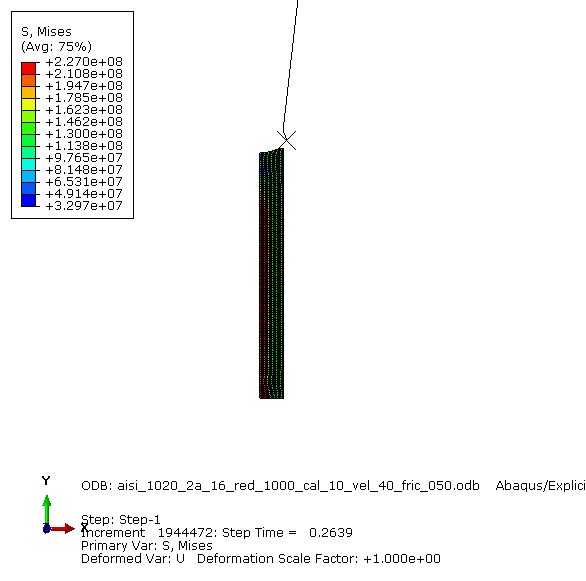 S, Mises
(Avg: 75%)
+2.270e+08
+2.108e+08
+1.947e+08
+1.785e+08
+1.623e+08
+1.462e+08
+1.300e+08
+1.138e+08
+9.765e+07
+8.148e+07
+6.531e+07
+4.914e+07
+3.297e+07
Y
X
ODB: aisi_1020_2a_16_red_1000_cal_10_vel_40_fric_050.odb Abaqus/Explici
Step: Step-1
Increment 1944472: Step Time = 0.2639
Primary Var: S, Mises
Deformed Var: U Deformation Scale Factor: +1.000e+00